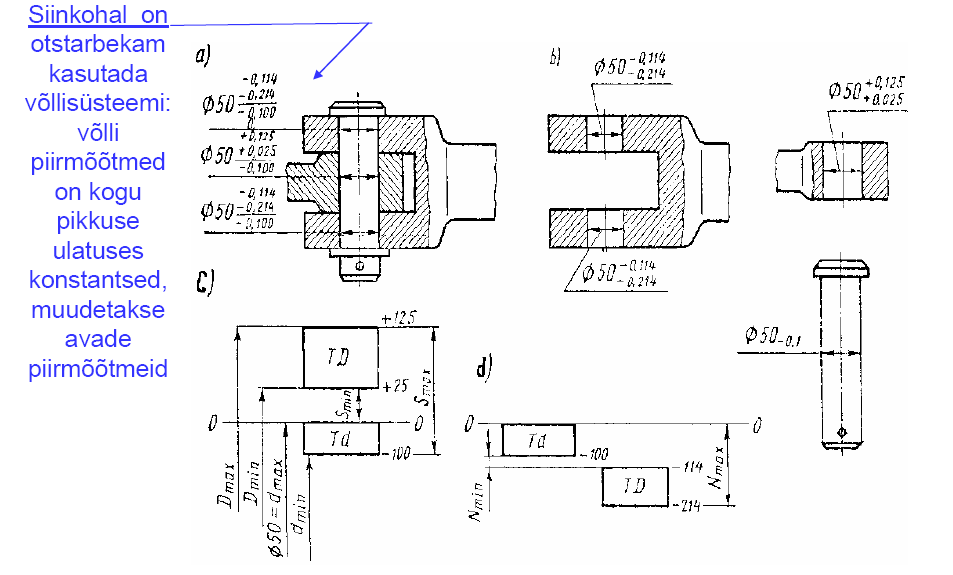 Siinkohal on
otstarbekam
kasutada
võllisüsteemi:
võlli
piirmõõtmed
on kogu
pikkuse
ulatuses
konstantsed,
muudetakse
avade
piirmõõtmeid
a)
-0,114
Φ50 -0,214
-0,100
0
+0,125
Φ50 +0,025
-0,100
-0,114
Φ50 -0,214
-0,100
b)
Φ50 -0,114
-0,214
Φ50 +0,125
+0,025
Φ50 -0,114
-0,214
Φ50 -0,1
c)
+125
TD
+25
Smin
Smax
0
0
Td
-100
Dmax
Dmin
Φ50 = dmax
dmin
d)
0
0
Td
-100
-114
TD
-214
Nmin
Nmax